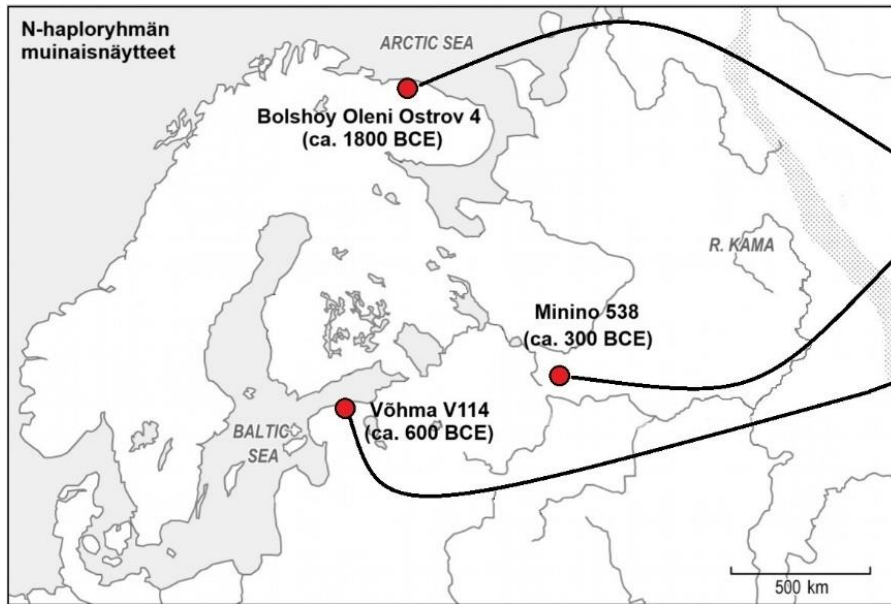 N-haploryhmän
muinaisnäytteet
ARCTIC SEA
Bolshoy Oleni Ostrov 4
(ca. 1800 BCE)
R. KAMA
Minino 538
(ca. 300 BCE)
Võhma V114
(ca. 600 BCE)
BALTIC
SEA
500 km